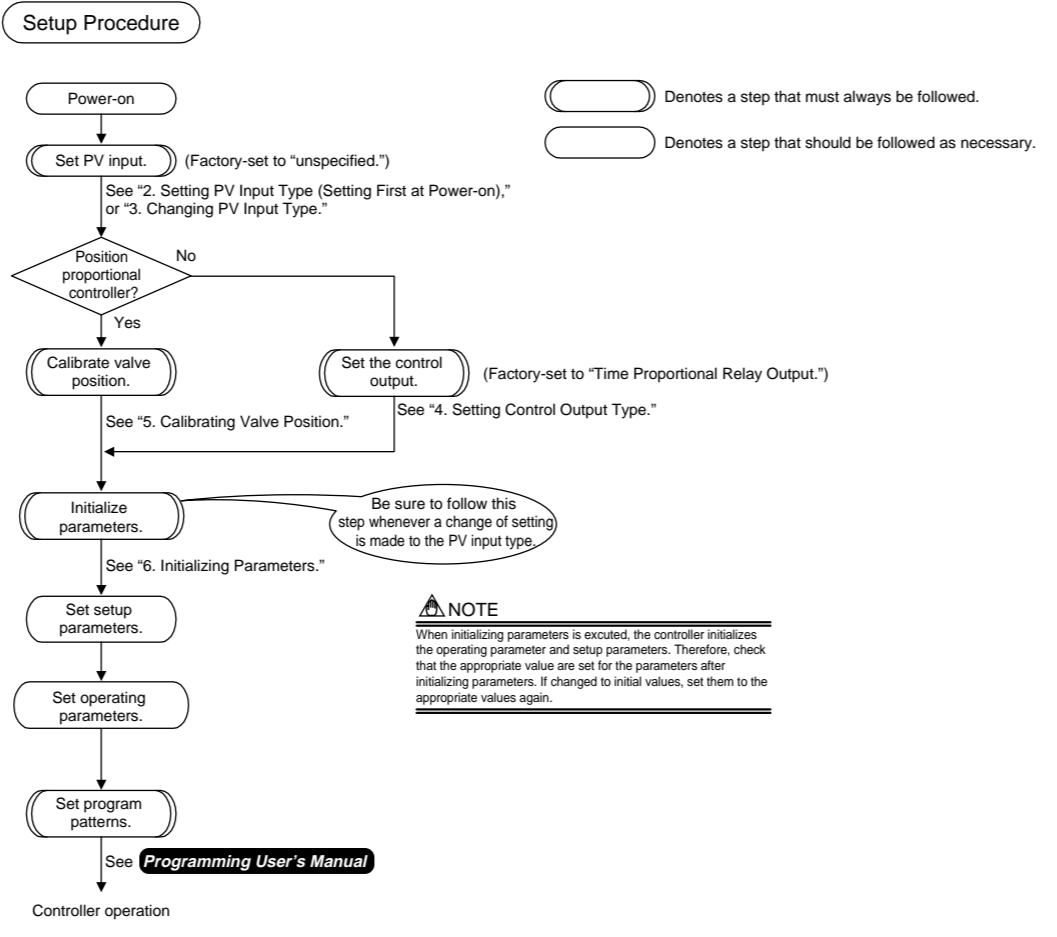 Setup Procedure
Power-on
Denotes a step that must always be followed.
Set PV input.
(Factory-set to “unspecified.”)
Denotes a step that should be followed as necessary.
See “2. Setting PV Input Type (Setting First at Power-on),”
or “3. Changing PV Input Type.”
Position
proportional
controller?
No
Yes
Calibrate valve
position.
Set the control
output.
(Factory-set to “Time Proportional Relay Output.”)
See “5. Calibrating Valve Position.”
See “4. Setting Control Output Type.”
Initialize
parameters.
Be sure to follow this
step whenever a change of setting
is made to the PV input type.
See “6. Initializing Parameters.”
Set setup
parameters.
NOTE
When initializing parameters is excuted, the controller initializes
the operating parameter and setup parameters. Therefore, check
that the appropriate value are set for the parameters after
initializing parameters. If changed to initial values, set them to the
appropriate values again.
Set operating
parameters.
Set program
patterns.
See Programming User’s Manual
Controller operation